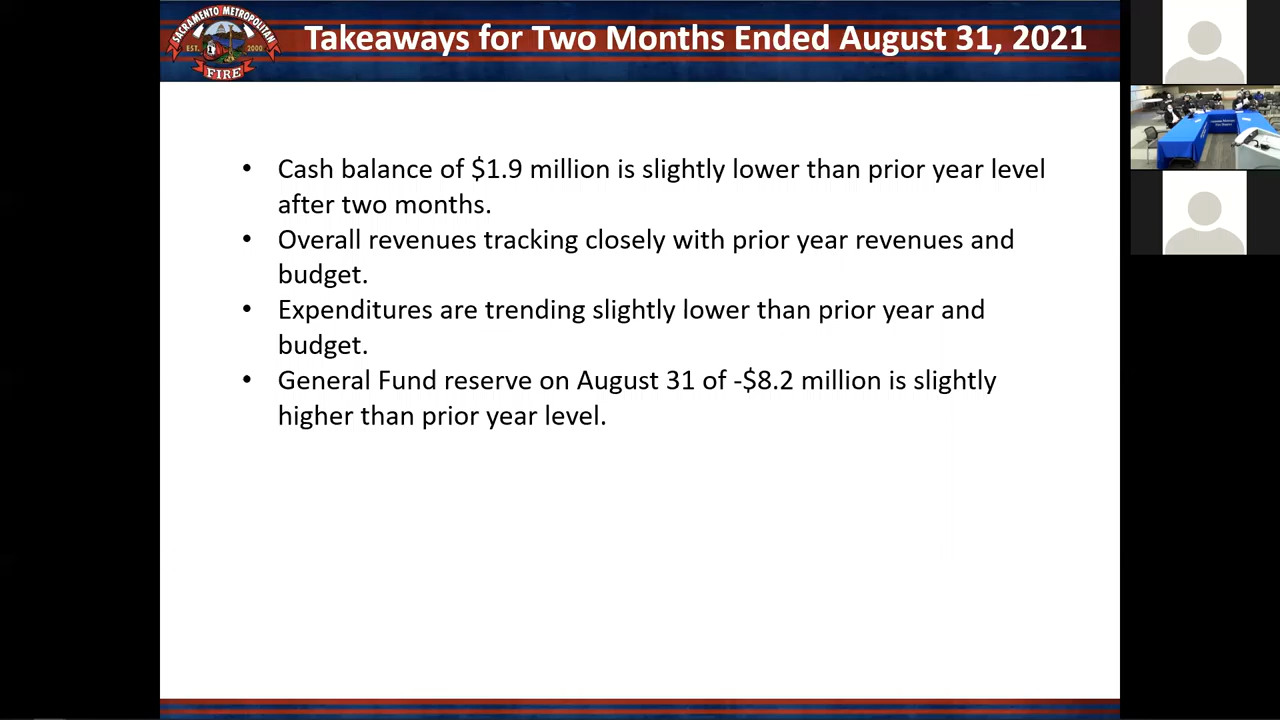 SACRAMENTO METROPOLITAN
EST. 2000
FIRE
Takeaways for Two Months Ended August 31, 2021
• Cash balance of $1.9 million is slightly lower than prior year level
after two months.
• Overall revenues tracking closely with prior year revenues and
budget.
• Expenditures are trending slightly lower than prior year and
budget.
• General Fund reserve on August 31 of -$8.2 million is slightly
higher than prior year level.